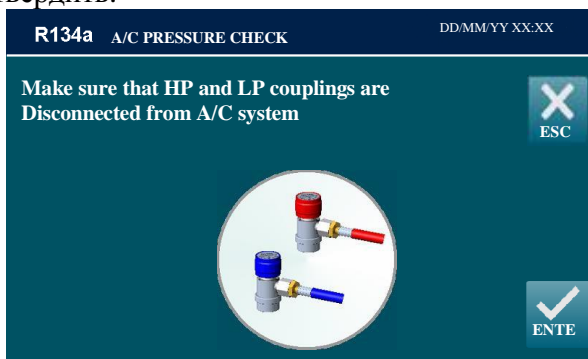 R134a A/C PRESSURE CHECK DD/MM/YY XX:XX
Make sure that HP and LP couplings are
Disconnected from A/C system
ESC
ENTE